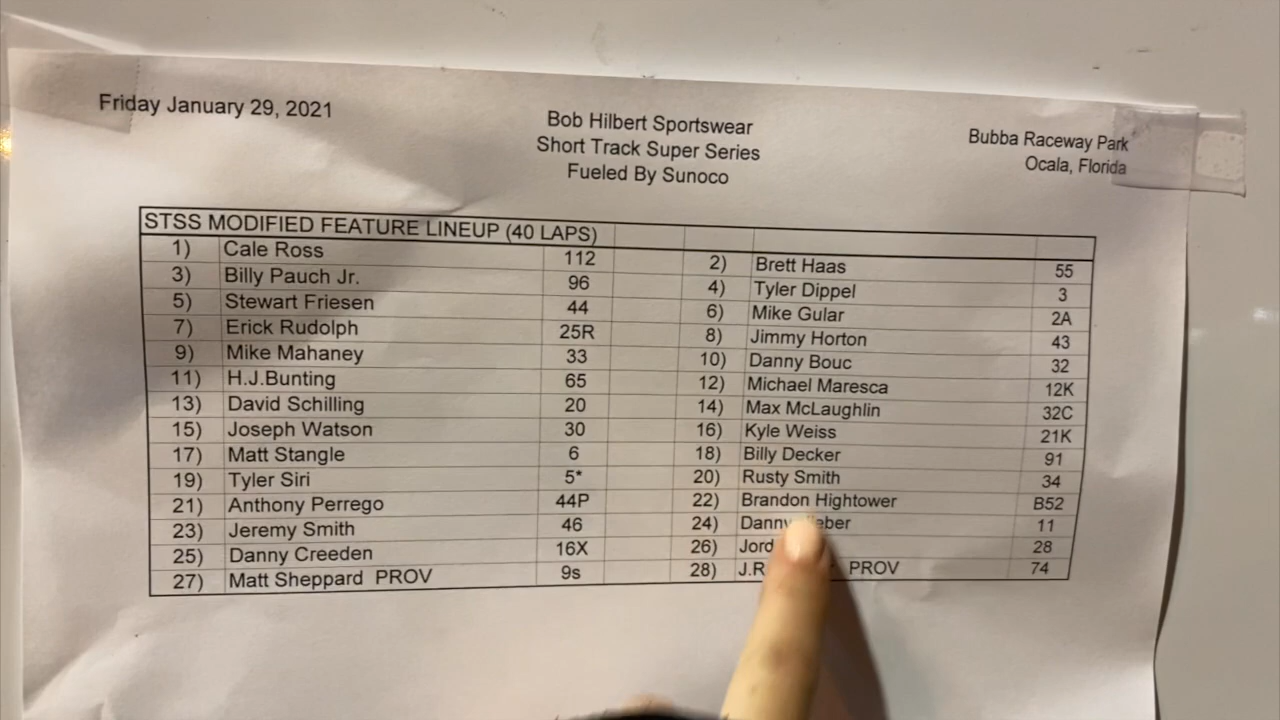 Friday January 29, 2021
Bob Hilbert Sportswear
Short Track Super Series
Fueled By Sunoco
Bubba Raceway Park
Ocala, Florida
STSS MODIFIED FEATURE LINEUP (40 LAPS)
1) Cale Ross 112 2) Brett Haas 55
3) Billy Pauch Jr. 96 4) Tyler Dippel 3
5) Stewart Friesen 44 6) Mike Gular 2A
7) Erick Rudolph 25R 8) Jimmy Horton 43
9) Mike Mahaney 33 10) Danny Bouc 32
11) H.J.Bunting 65 12) Michael Maresca 12K
13) David Schilling 20 14) Max McLaughlin 32C
15) Joseph Watson 30 16) Kyle Weiss 21K
17) Matt Stangle 6 18) Billy Decker 91
19) Tyler Siri 5* 20) Rusty Smith 34
21) Anthony Perrego 44P 22) Brandon Hightower B52
23) Jeremy Smith 46 24) Danny 11
25) Danny Creeden 16X 26) 28
27) Matt Sheppard PROV 9s 28) PROV 74